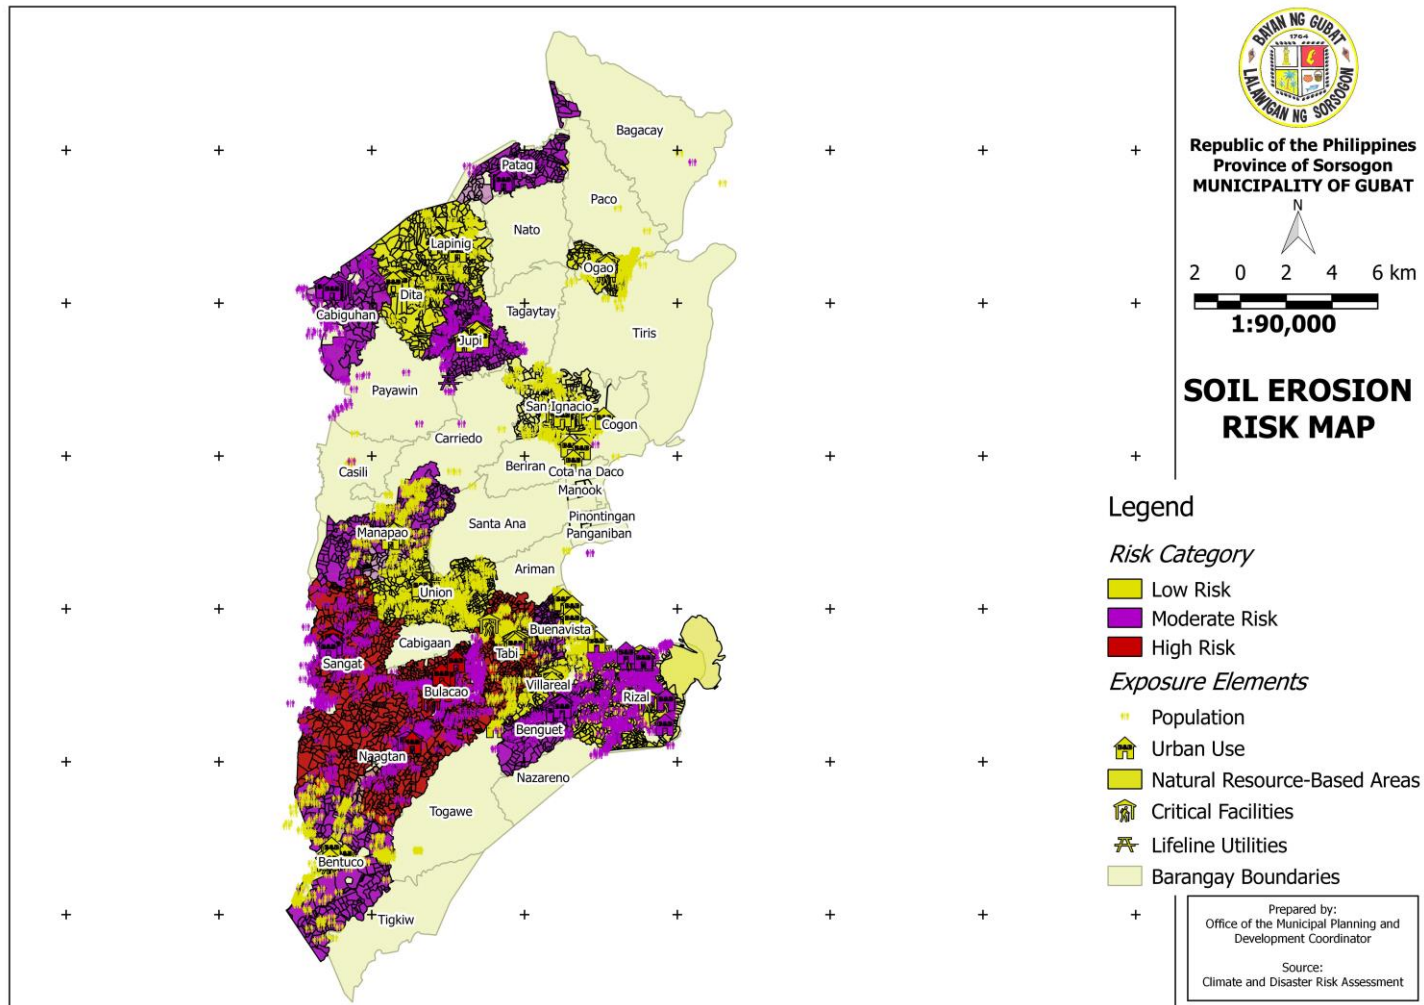 BAYAN NG GUBAT
1764
LALAWIGAN NG SORSOGON
Republic of the Philippines
Province of Sorsogon
MUNICIPALITY OF GUBAT
N
2 0 2 4 6 km
1:90,000
SOIL EROSION
RISK MAP
Legend
Risk Category
Low Risk
Moderate Risk
High Risk
Exposure Elements
Population
Urban Use
Natural Resource-Based Areas
Critical Facilities
Lifeline Utilities
Barangay Boundaries
Prepared by:
Office of the Municipal Planning and
Development Coordinator
Source:
Climate and Disaster Risk Assessment
Bagacay
Patag
Paco
Nato
Lapinig
Ogao
Dita
Cabiguhan
Tagaytay
Tiris
Jupi
Payawin
San Ignacio
Cogon
Carriedo
Beriran
Cota na Daco
Casili
Manook
Pinontingan
Santa Ana
Panganiban
Manapao
Ariman
Union
Buenavista
Cabigaan
Tabi
Sangat
Villareal
Bulacao
Rizal
Benguet
Naagtan
Nazareno
Togawe
Bentuco
Tigkiw